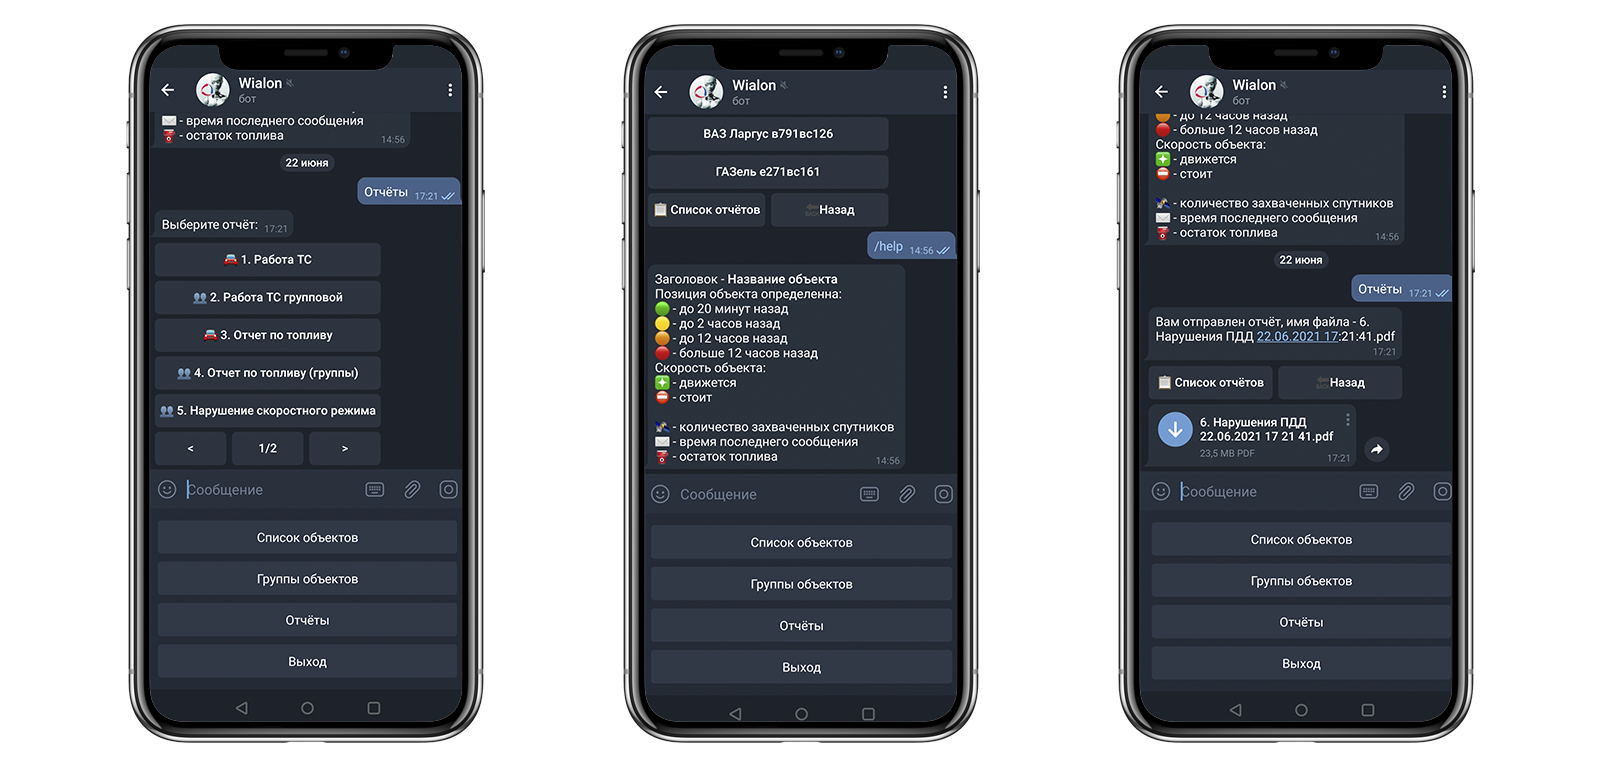 Wialon
бот
- время последнего сообщения
- остаток топлива
14:56
22 июня
Отчёты 17:21
Выберите отчёт: 17:21
1. Работа ТС
2. Работа ТС групповой
3. Отчет по топливу
4. Отчет по топливу (группы)
5. Нарушение скоростного режима
< 1/2 >
Сообщение
Список объектов
Группы объектов
Отчёты
Выход
Wialon
бот
ВАЗ Ларгус в791вс126
ГАЗель е271вс161
Список отчётов Назад
/help 14:56
Заголовок - Название объекта
Позиция объекта определенна:
- до 20 минут назад
- до 2 часов назад
- до 12 часов назад
- больше 12 часов назад
Скорость объекта:
- движется
- стоит
- количество захваченных спутников
- время последнего сообщения
- остаток топлива
14:56
Сообщение
Список объектов
Группы объектов
Отчёты
Выход
Wialon
бот
- до 12 часов назад
- больше 12 часов назад
Скорость объекта:
- движется
- стоит
- количество захваченных спутников
- время последнего сообщения
- остаток топлива
14:56
22 июня
Отчёты 17:21
Вам отправлен отчёт, имя файла - 6.
Нарушения ПДД 22.06.2021 17:21:41.pdf
17:21
Список отчётов Назад
6. Нарушения ПДД
22.06.2021 17 21 41.pdf
23,5 MB PDF
17:21
Сообщение
Список объектов
Группы объектов
Отчёты
Выход